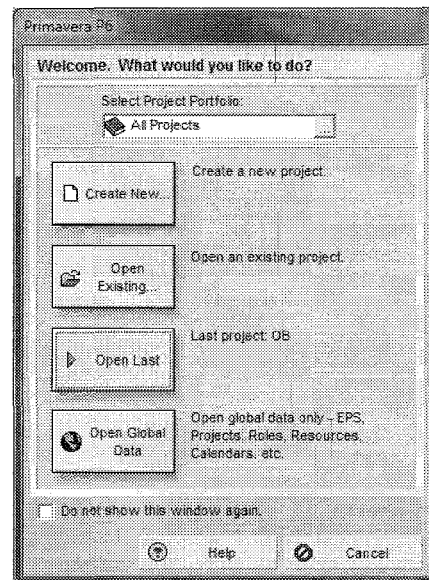 Primavera P6
Welcome. What would you like to do?
Select Project Portfolio:
All Projects
...
Create New...
Create a new project.
Open
Existing...
Open an existing project.
Open Last
Last project: OB
Open Global
Data
Open global data only - EPS,
Projects, Roles, Resources,
Calendars, etc.
Do not show this window again.
Help
Cancel